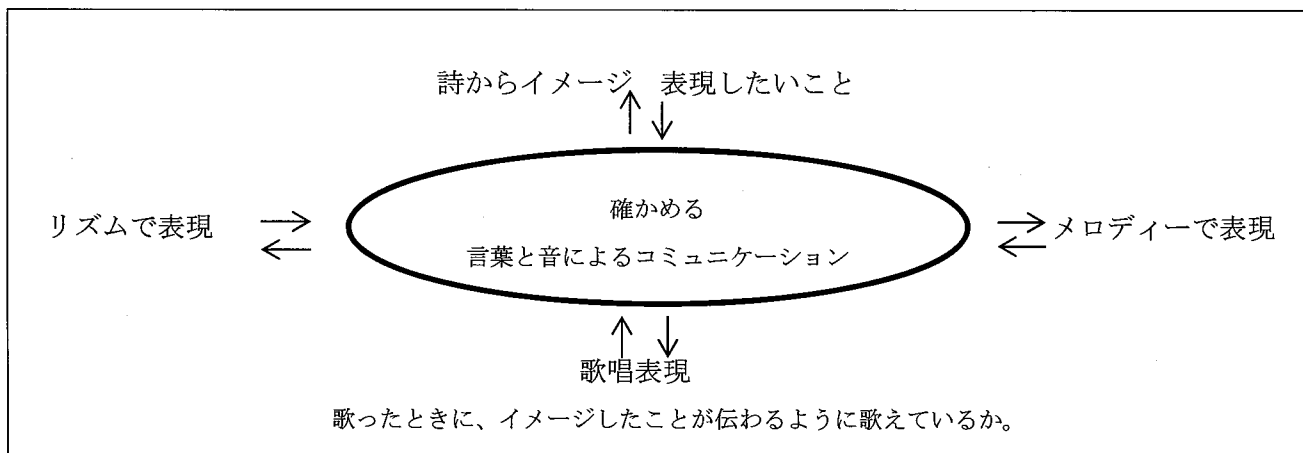 詩からイメージ　表現したいこと
確かめる
リズムで表現
メロディーで表現
言葉と音によるコミュニケーション
歌唱表現
歌ったときに、イメージしたことが伝わるように歌えているか。